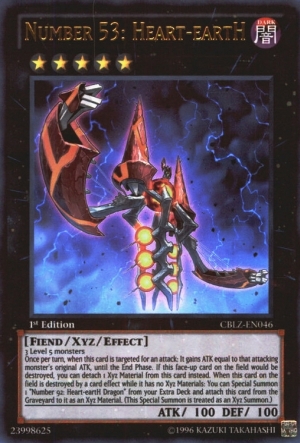 NUMBER 53: HEART-EARTH
DARK
闇
1st Edition
CBLZ-EN046
[FIEND/XYZ/EFFECT]
3 Level 5 monsters
Once per turn, when this card is targeted for an attack: It gains ATK equal to that attacking
monster's original ATK, until the End Phase. If this face-up card on the field would be
destroyed, you can detach 1 Xyz Material from this card instead. When this card on the
field is destroyed by a card effect while it has no Xyz Materials: You can Special Summon
1 "Number 92: Heart-eartH Dragon" from your Extra Deck and attach this card from the
Graveyard to it as an Xyz Material. (This Special Summon is treated as an Xyz Summon.)
ATK/ 100 DEF/ 100
23998625
©1996 KAZUKI TAKAHASHI